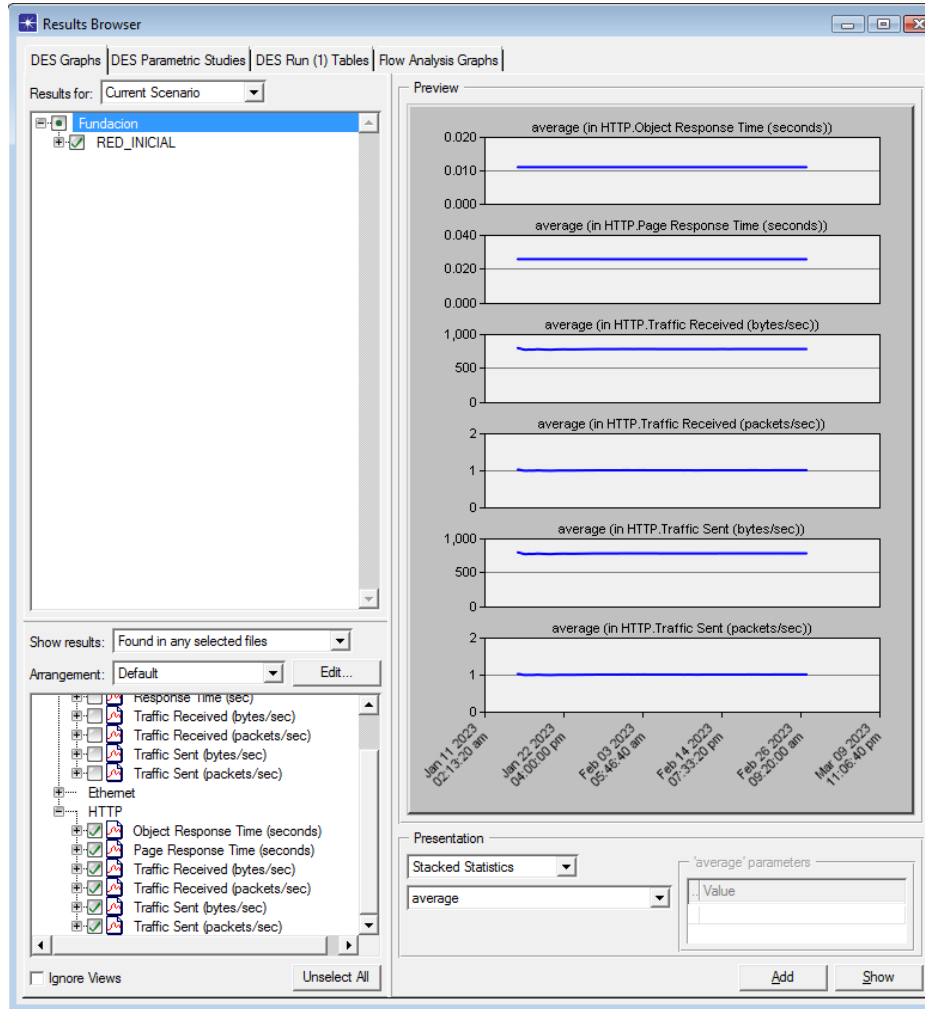 Results Browser
DES Graphs DES Parametric Studies DES Run (1) Tables Flow Analysis Graphs
Results for: Current Scenario
Fundacion
RED_INICIAL
Show results: Found in any selected files
Arrangement: Default Edit...
Response Time (sec)
Traffic Received (bytes/sec)
Traffic Received (packets/sec)
Traffic Sent (bytes/sec)
Traffic Sent (packets/sec)
Ethernet
HTTP
Object Response Time (seconds)
Page Response Time (seconds)
Traffic Received (bytes/sec)
Traffic Received (packets/sec)
Traffic Sent (bytes/sec)
Traffic Sent (packets/sec)
Ignore Views Unselect All
Preview
average (in HTTP.Object Response Time (seconds))
0.020
0.010
0.000
average (in HTTP.Page Response Time (seconds))
0.040
0.020
0.000
average (in HTTP.Traffic Received (bytes/sec))
1,000
500
0
average (in HTTP.Traffic Received (packets/sec))
2
1
0
average (in HTTP.Traffic Sent (bytes/sec))
1,000
500
0
average (in HTTP.Traffic Sent (packets/sec))
2
1
0
Jan 11 2023
02:13:20 am
Jan 22 2023
04:00:00 pm
Feb 03 2023
05:46:40 am
Feb 14 2023
07:33:20 pm
Feb 26 2023
09:20:00 am
Mar 09 2023
11:06:40 pm
Presentation
Stacked Statistics
average
'average' parameters
.. Value
Add Show